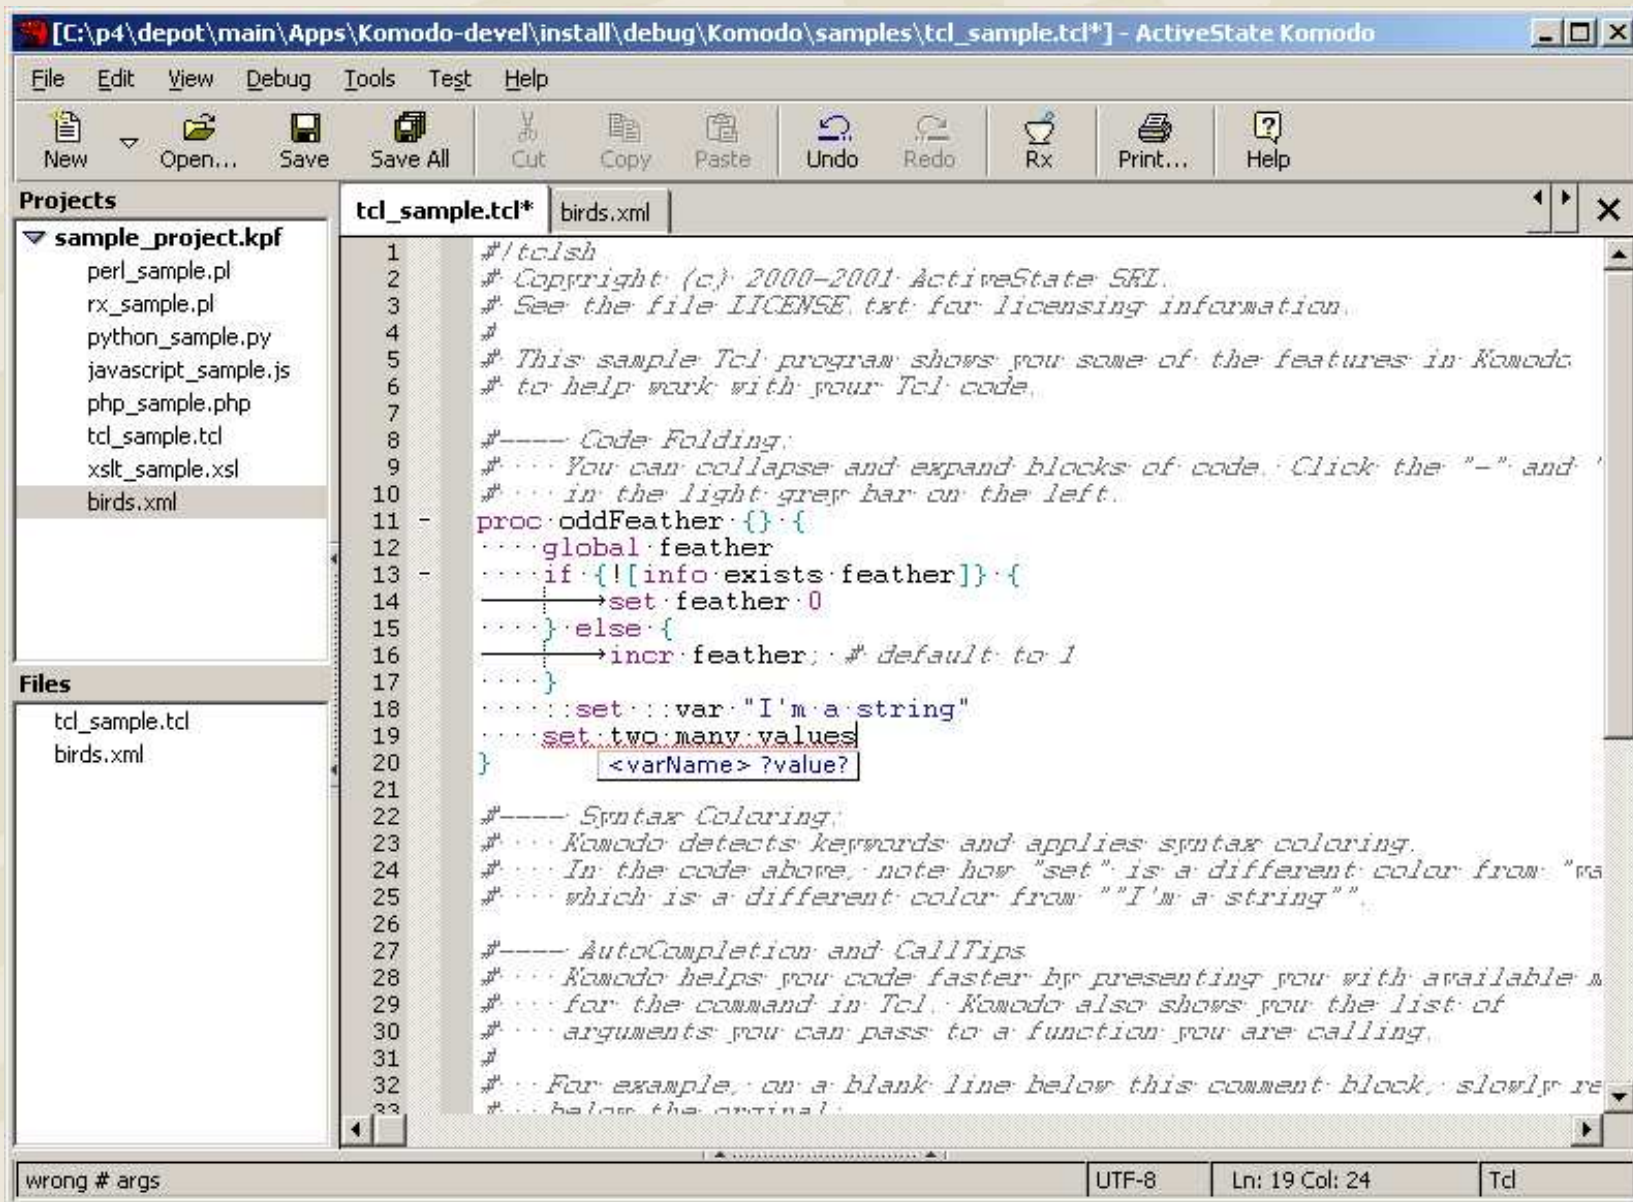 [C:\p4\depot\main\Apps\Komodo-devel\install\debug\Komodo\samples\tcl_sample.tcl*] - ActiveState Komodo
File Edit View Debug Tools Test Help
New Open... Save Save All Cut Copy Paste Undo Redo Rx Print... Help
Projects
sample_project.kpf
perl_sample.pl
rx_sample.pl
python_sample.py
javascript_sample.js
php_sample.php
tcl_sample.tcl
xslt_sample.xsl
birds.xml
Files
tcl_sample.tcl
birds.xml
tcl_sample.tcl* birds.xml
1 #!tclsh
2 # Copyright (c) 2000-2001 ActiveState SRL.
3 # See the file LICENSE.txt for licensing information.
4 #
5 # This sample Tcl program shows you some of the features in Komodo
6 # to help work with your Tcl code.
7
8 #---- Code Folding:
9 # You can collapse and expand blocks of code. Click the "-" and "
10 # in the light grey bar on the left.
11 - proc oddFeather {} {
12 global feather
13 - if {![info exists feather]} {
14 set feather 0
15 } else {
16 incr feather; # default to 1
17 }
18 ::set ::var "I'm a string"
19 set two many values
20 }
<varName> ?value?
21
22 #---- Syntax Coloring:
23 # Komodo detects keywords and applies syntax coloring.
24 # In the code above, note how "set" is a different color from "va
25 # which is a different color from ""I'm a string"".
26
27 #---- AutoCompletion and CallTips
28 # Komodo helps you code faster by presenting you with available m
29 # for the command in Tcl. Komodo also shows you the list of
30 # arguments you can pass to a function you are calling.
31 #
32 # For example, on a blank line below this comment block, slowly re
33 # below the orginal:
wrong # args UTF-8 Ln: 19 Col: 24 Tcl